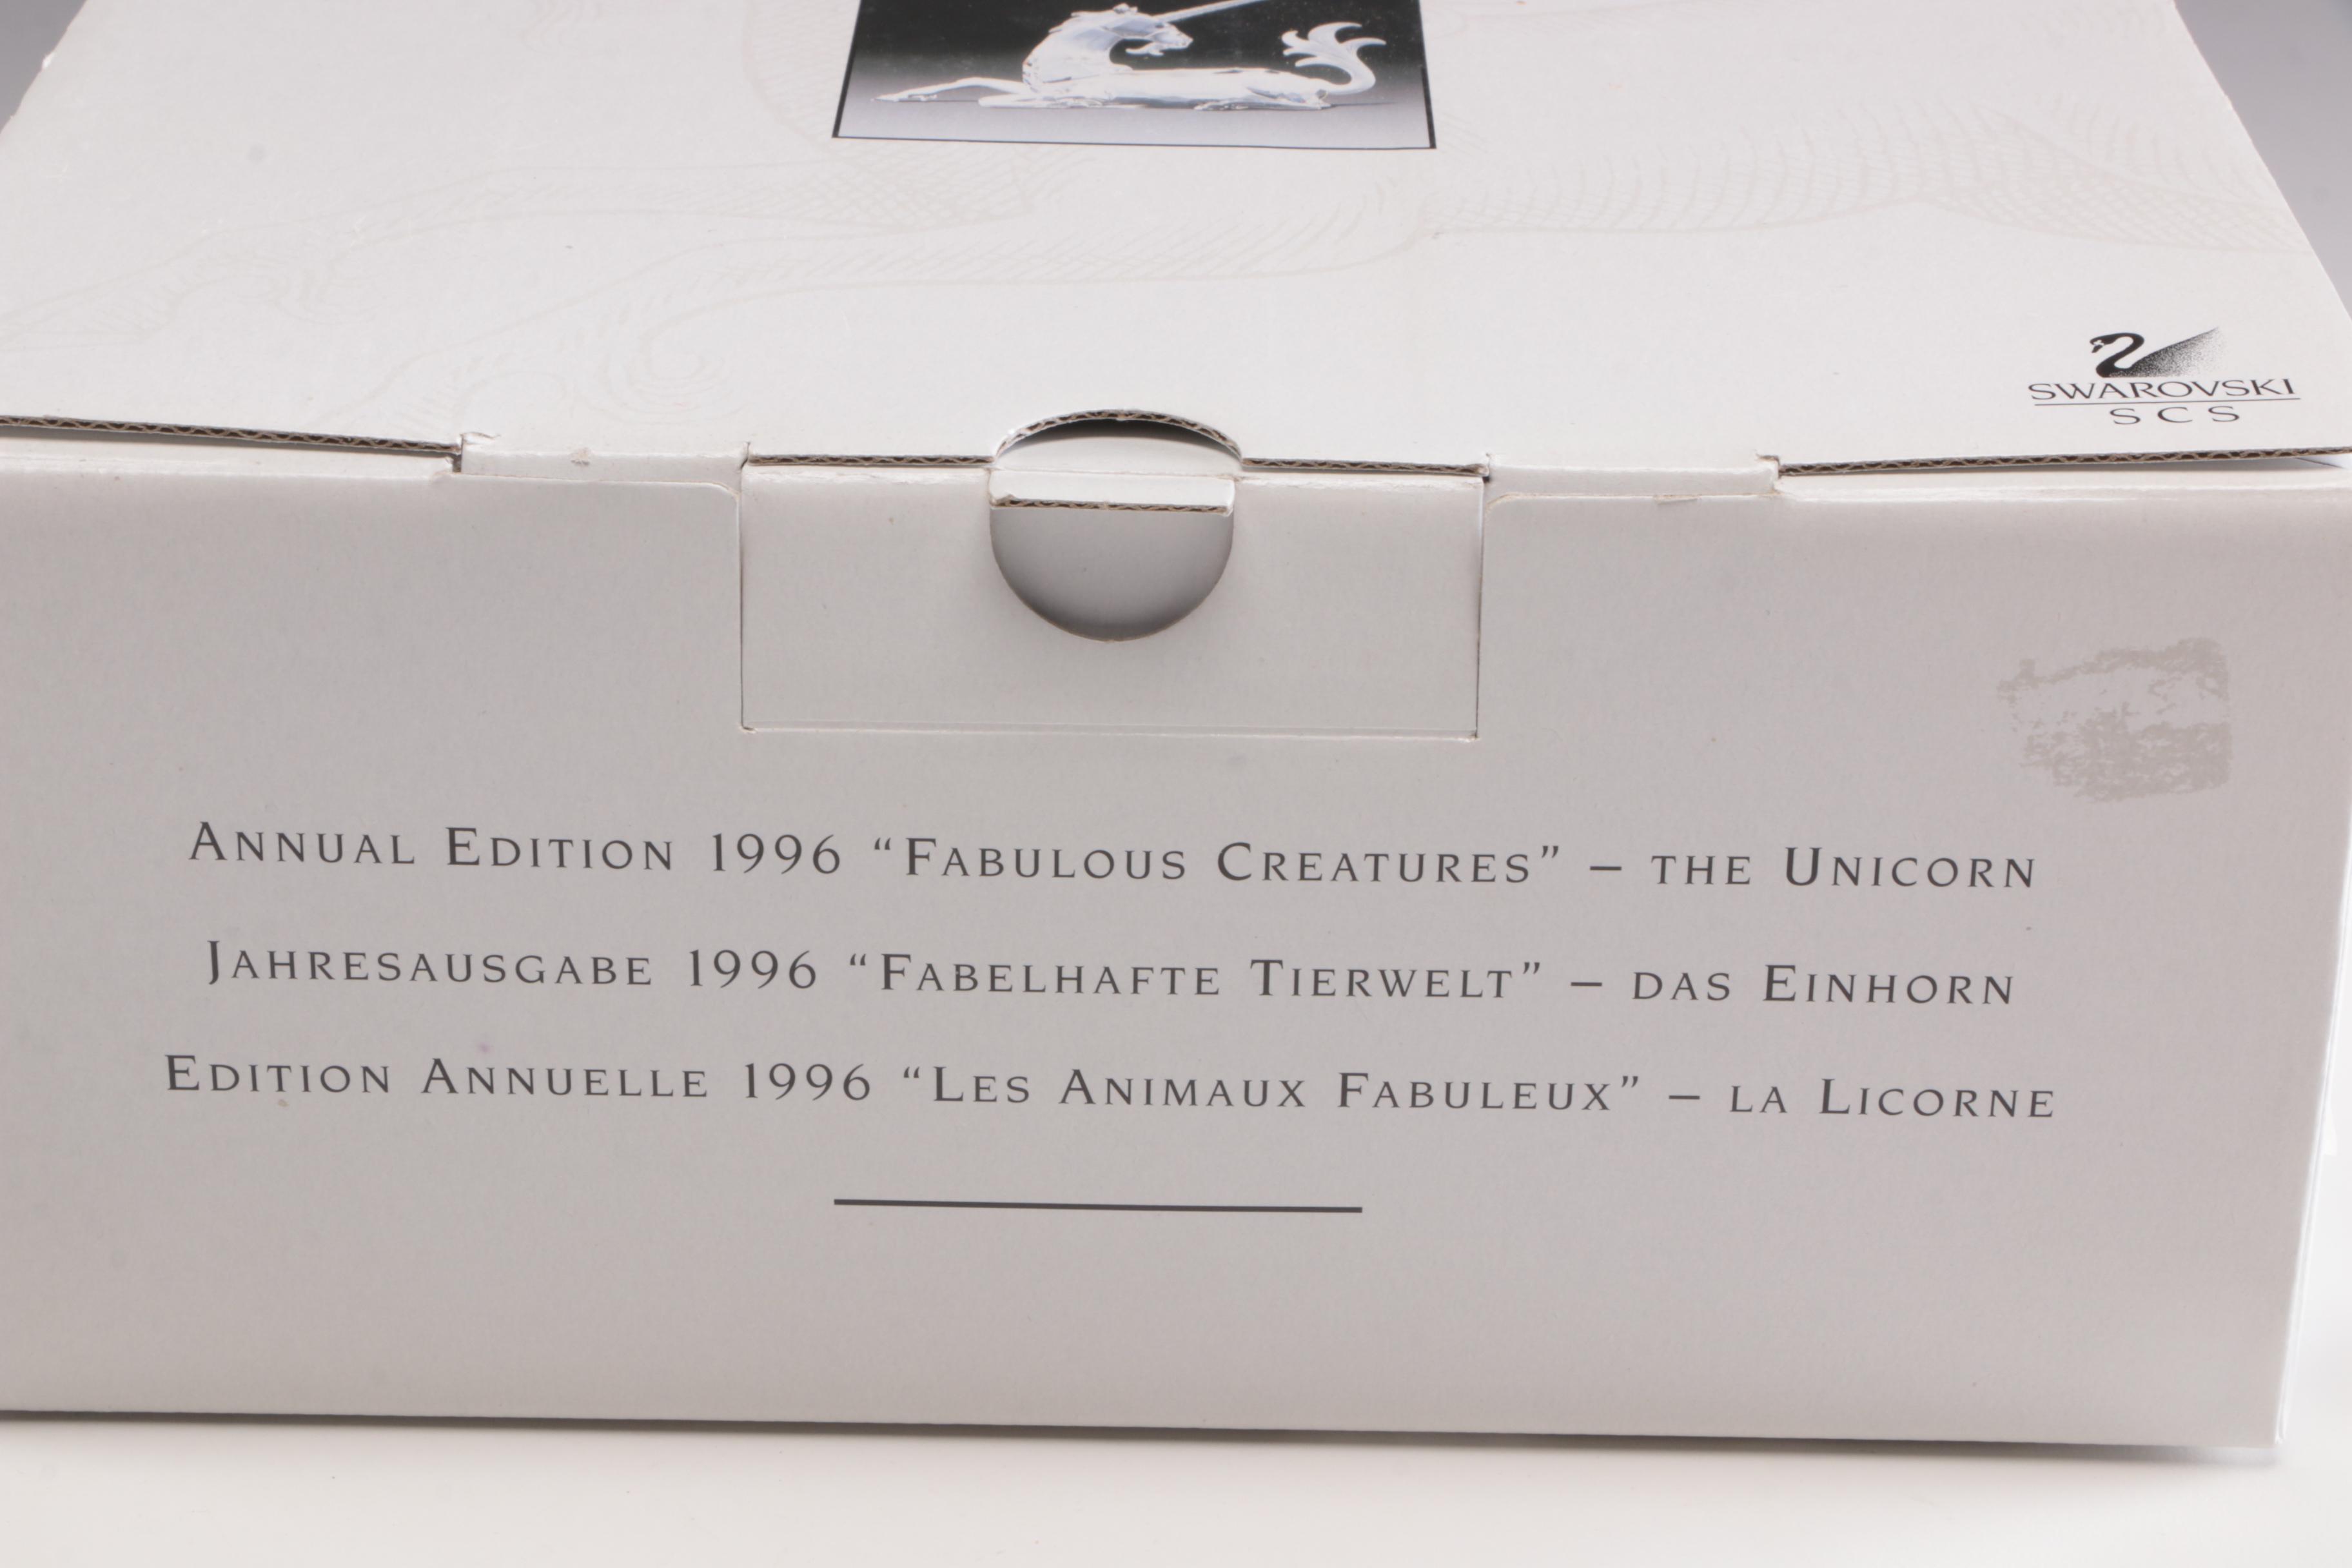 SWAROVSKI
SCS
ANNUAL EDITION 1996 “FABULOUS CREATURES” – THE UNICORN
JAHRESAUSGABE 1996 “FABELHAFTE TIERWELT” – DAS EINHORN
EDITION ANNUELLE 1996 “LES ANIMAUX FABULEUX” – LA LICORNE